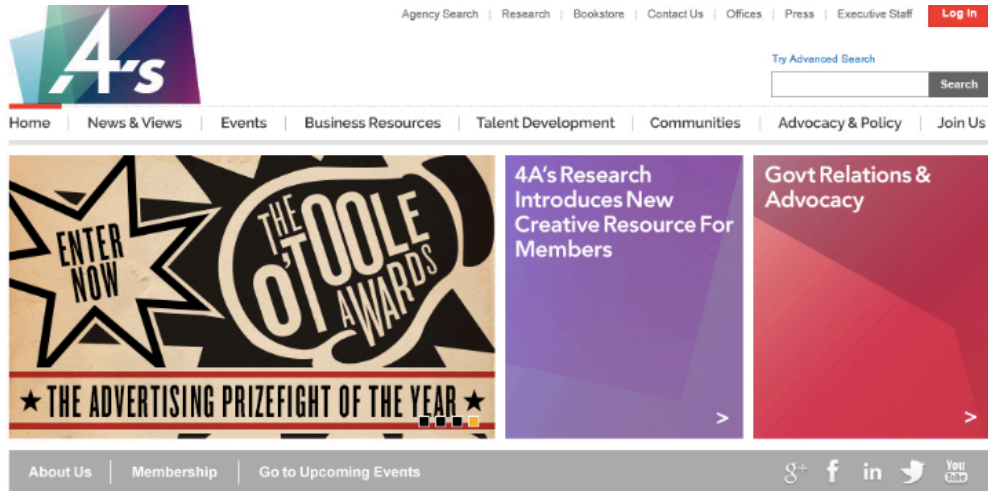 Agency Search | Research | Bookstore | Contact Us | Offices | Press | Executive Staff
Log In
4A's
Try Advanced Search
Search
Home | News & Views | Events | Business Resources | Talent Development | Communities | Advocacy & Policy | Join Us
ENTER
NOW
THE
O'TOOLE
AWARDS
★ THE ADVERTISING PRIZEFIGHT OF THE YEAR ★
4A's Research
Introduces New
Creative Resource For
Members
>
Govt Relations &
Advocacy
>
About Us | Membership | Go to Upcoming Events
g+ f in You Tube